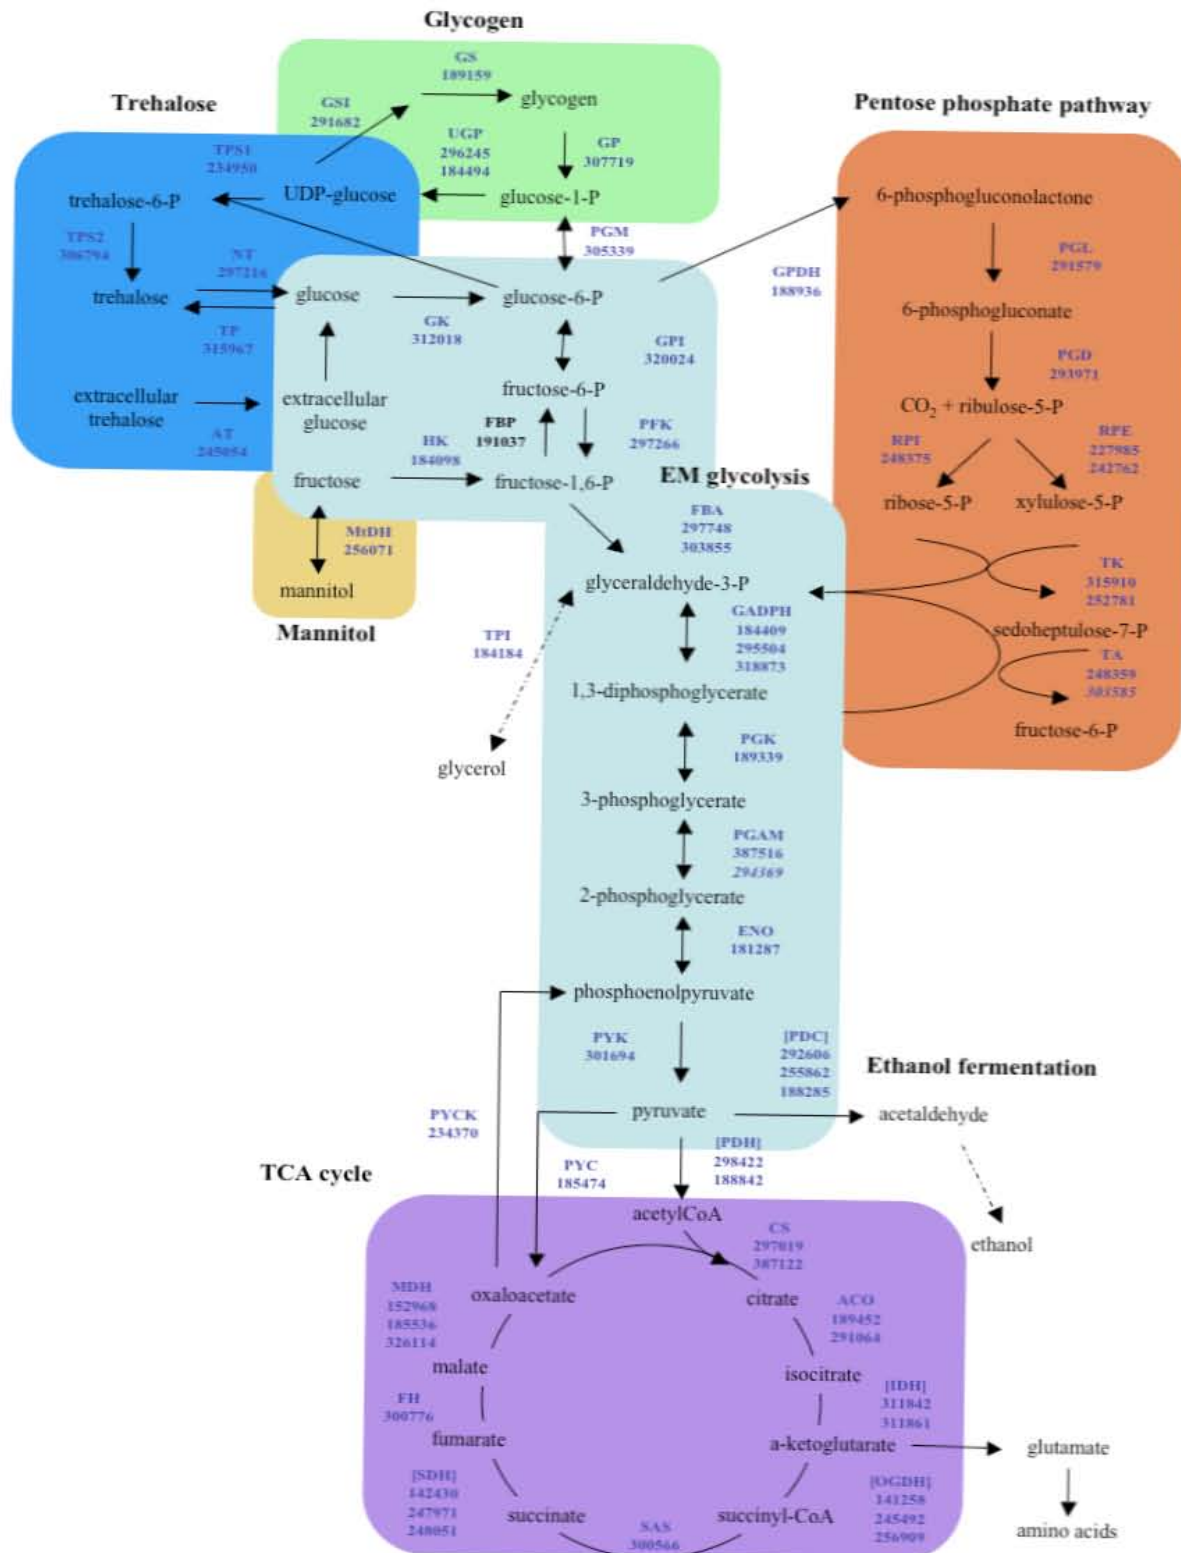 Glycogen
GS
189159
glycogen
Trehalose
GSI
291682
UGP
296245
184494
GP
307719
Pentose phosphate pathway
TPS1
234950
trehalose-6-P
UDP-glucose
glucose-1-P
6-phosphogluconolactone
TPS2
306794
NT
297216
PGM
305339
PGL
291579
GPDH
188936
trehalose
glucose
glucose-6-P
6-phosphogluconate
TP
315967
GK
312018
GPI
320024
PGD
293971
extracellular
trehalose
extracellular
glucose
fructose-6-P
CO2 + ribulose-5-P
AT
245054
HK
184098
FBP
191037
PFK
297266
RPI
248375
RPE
227985
242762
fructose
fructose-1,6-P
EM glycolysis
ribose-5-P
xylulose-5-P
MtDH
256071
FBA
297748
303855
mannitol
glyceraldehyde-3-P
TK
315910
252781
Mannitol
TPI
184184
GADPH
184409
295504
318873
sedoheptulose-7-P
TA
248359
303585
1,3-diphosphoglycerate
fructose-6-P
glycerol
PGK
189339
3-phosphoglycerate
PGAM
387516
294369
2-phosphoglycerate
ENO
181287
phosphoenolpyruvate
PYK
301694
[PDC]
292606
255862
188285
Ethanol fermentation
PYCK
234370
pyruvate
acetaldehyde
TCA cycle
PYC
185474
[PDH]
298422
188842
acetylCoA
ethanol
CS
297019
387122
MDH
152968
185536
326114
oxaloacetate
citrate
ACO
189452
291064
malate
isocitrate
FH
300776
[IDH]
311842
311861
fumarate
a-ketoglutarate
glutamate
[SDH]
142430
247971
248051
succinate
SAS
300566
succinyl-CoA
[OGDH]
141258
245492
256909
amino acids